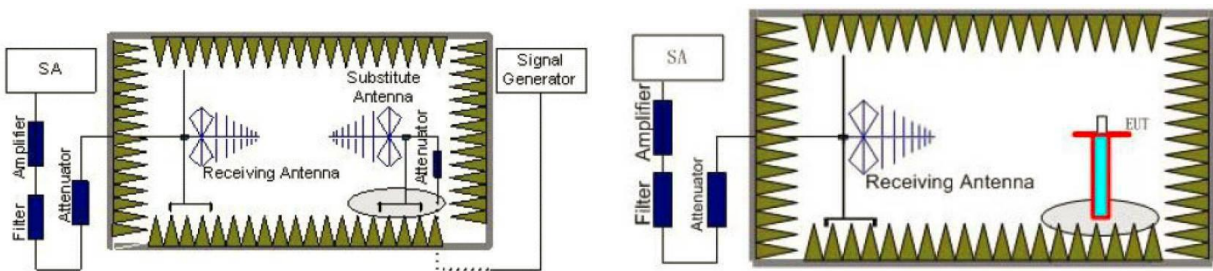 SA
Amplifier
Filter
Attenuator
Receiving Antenna
Substitute
Antenna
Attenuator
Signal
Generator
SA
Amplifier
Filter
Attenuator
Receiving Antenna
EUT